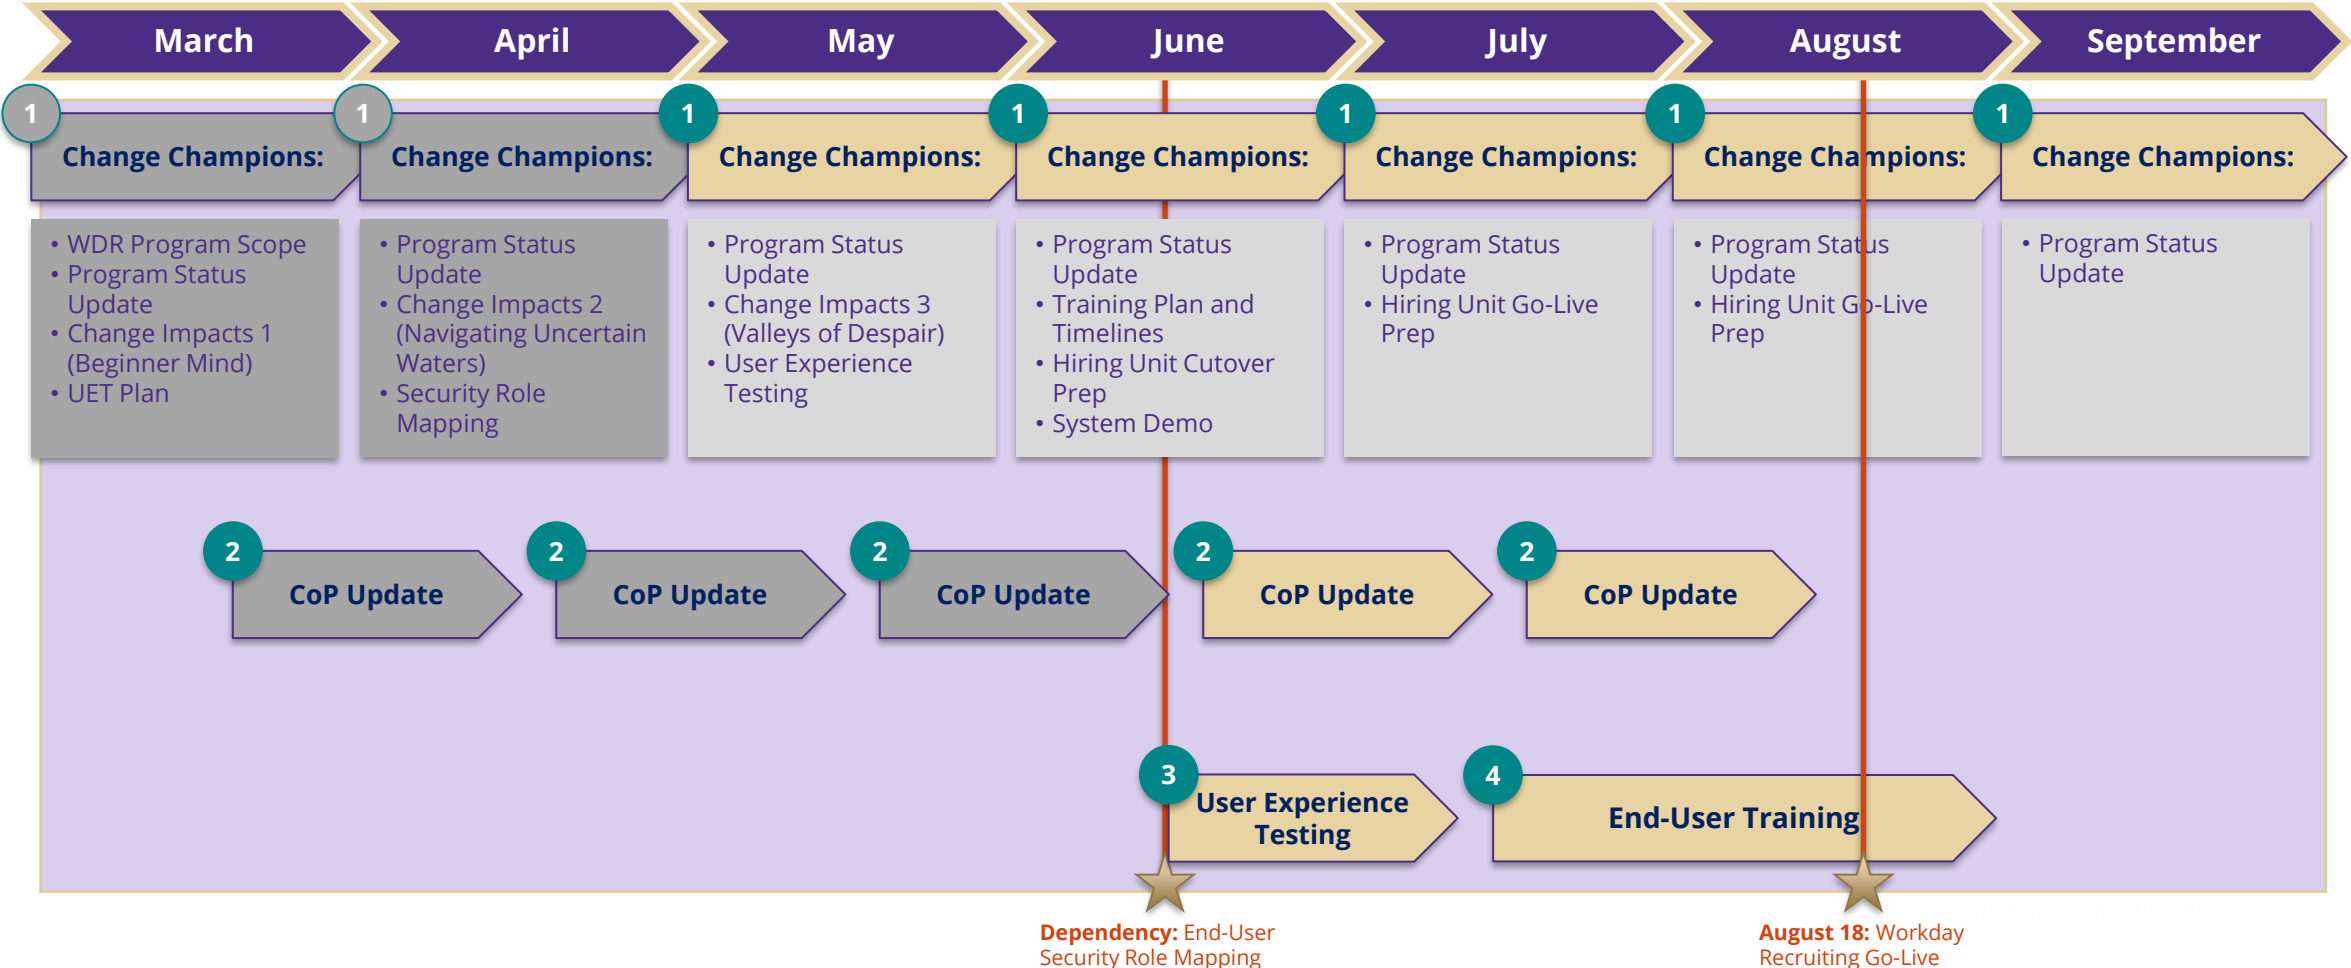 March
April
May
June
July
August
September
1
1
1
1
1
1
1
Change Champions:
Change Champions:
Change Champions:
Change Champions:
Change Champions:
Change Champions:
Change Champions:
• WDR Program Scope
• Program Status
Update
• Change Impacts 1
(Beginner Mind)
• UET Plan
• Program Status
Update
• Change Impacts 2
(Navigating Uncertain
Waters)
• Security Role
Mapping
• Program Status
Update
• Change Impacts 3
(Valleys of Despair)
• User Experience
Testing
• Program Status
Update
• Training Plan and
Timelines
• Hiring Unit Cutover
Prep
• System Demo
• Program Status
Update
• Hiring Unit Go-Live
Prep
• Program Status
Update
• Hiring Unit Go-Live
Prep
• Program Status
Update
2
2
2
2
2
CoP Update
CoP Update
CoP Update
CoP Update
CoP Update
3
User Experience
Testing
4
End-User Training
Dependency: End-User
Security Role Mapping
August 18: Workday
Recruiting Go-Live